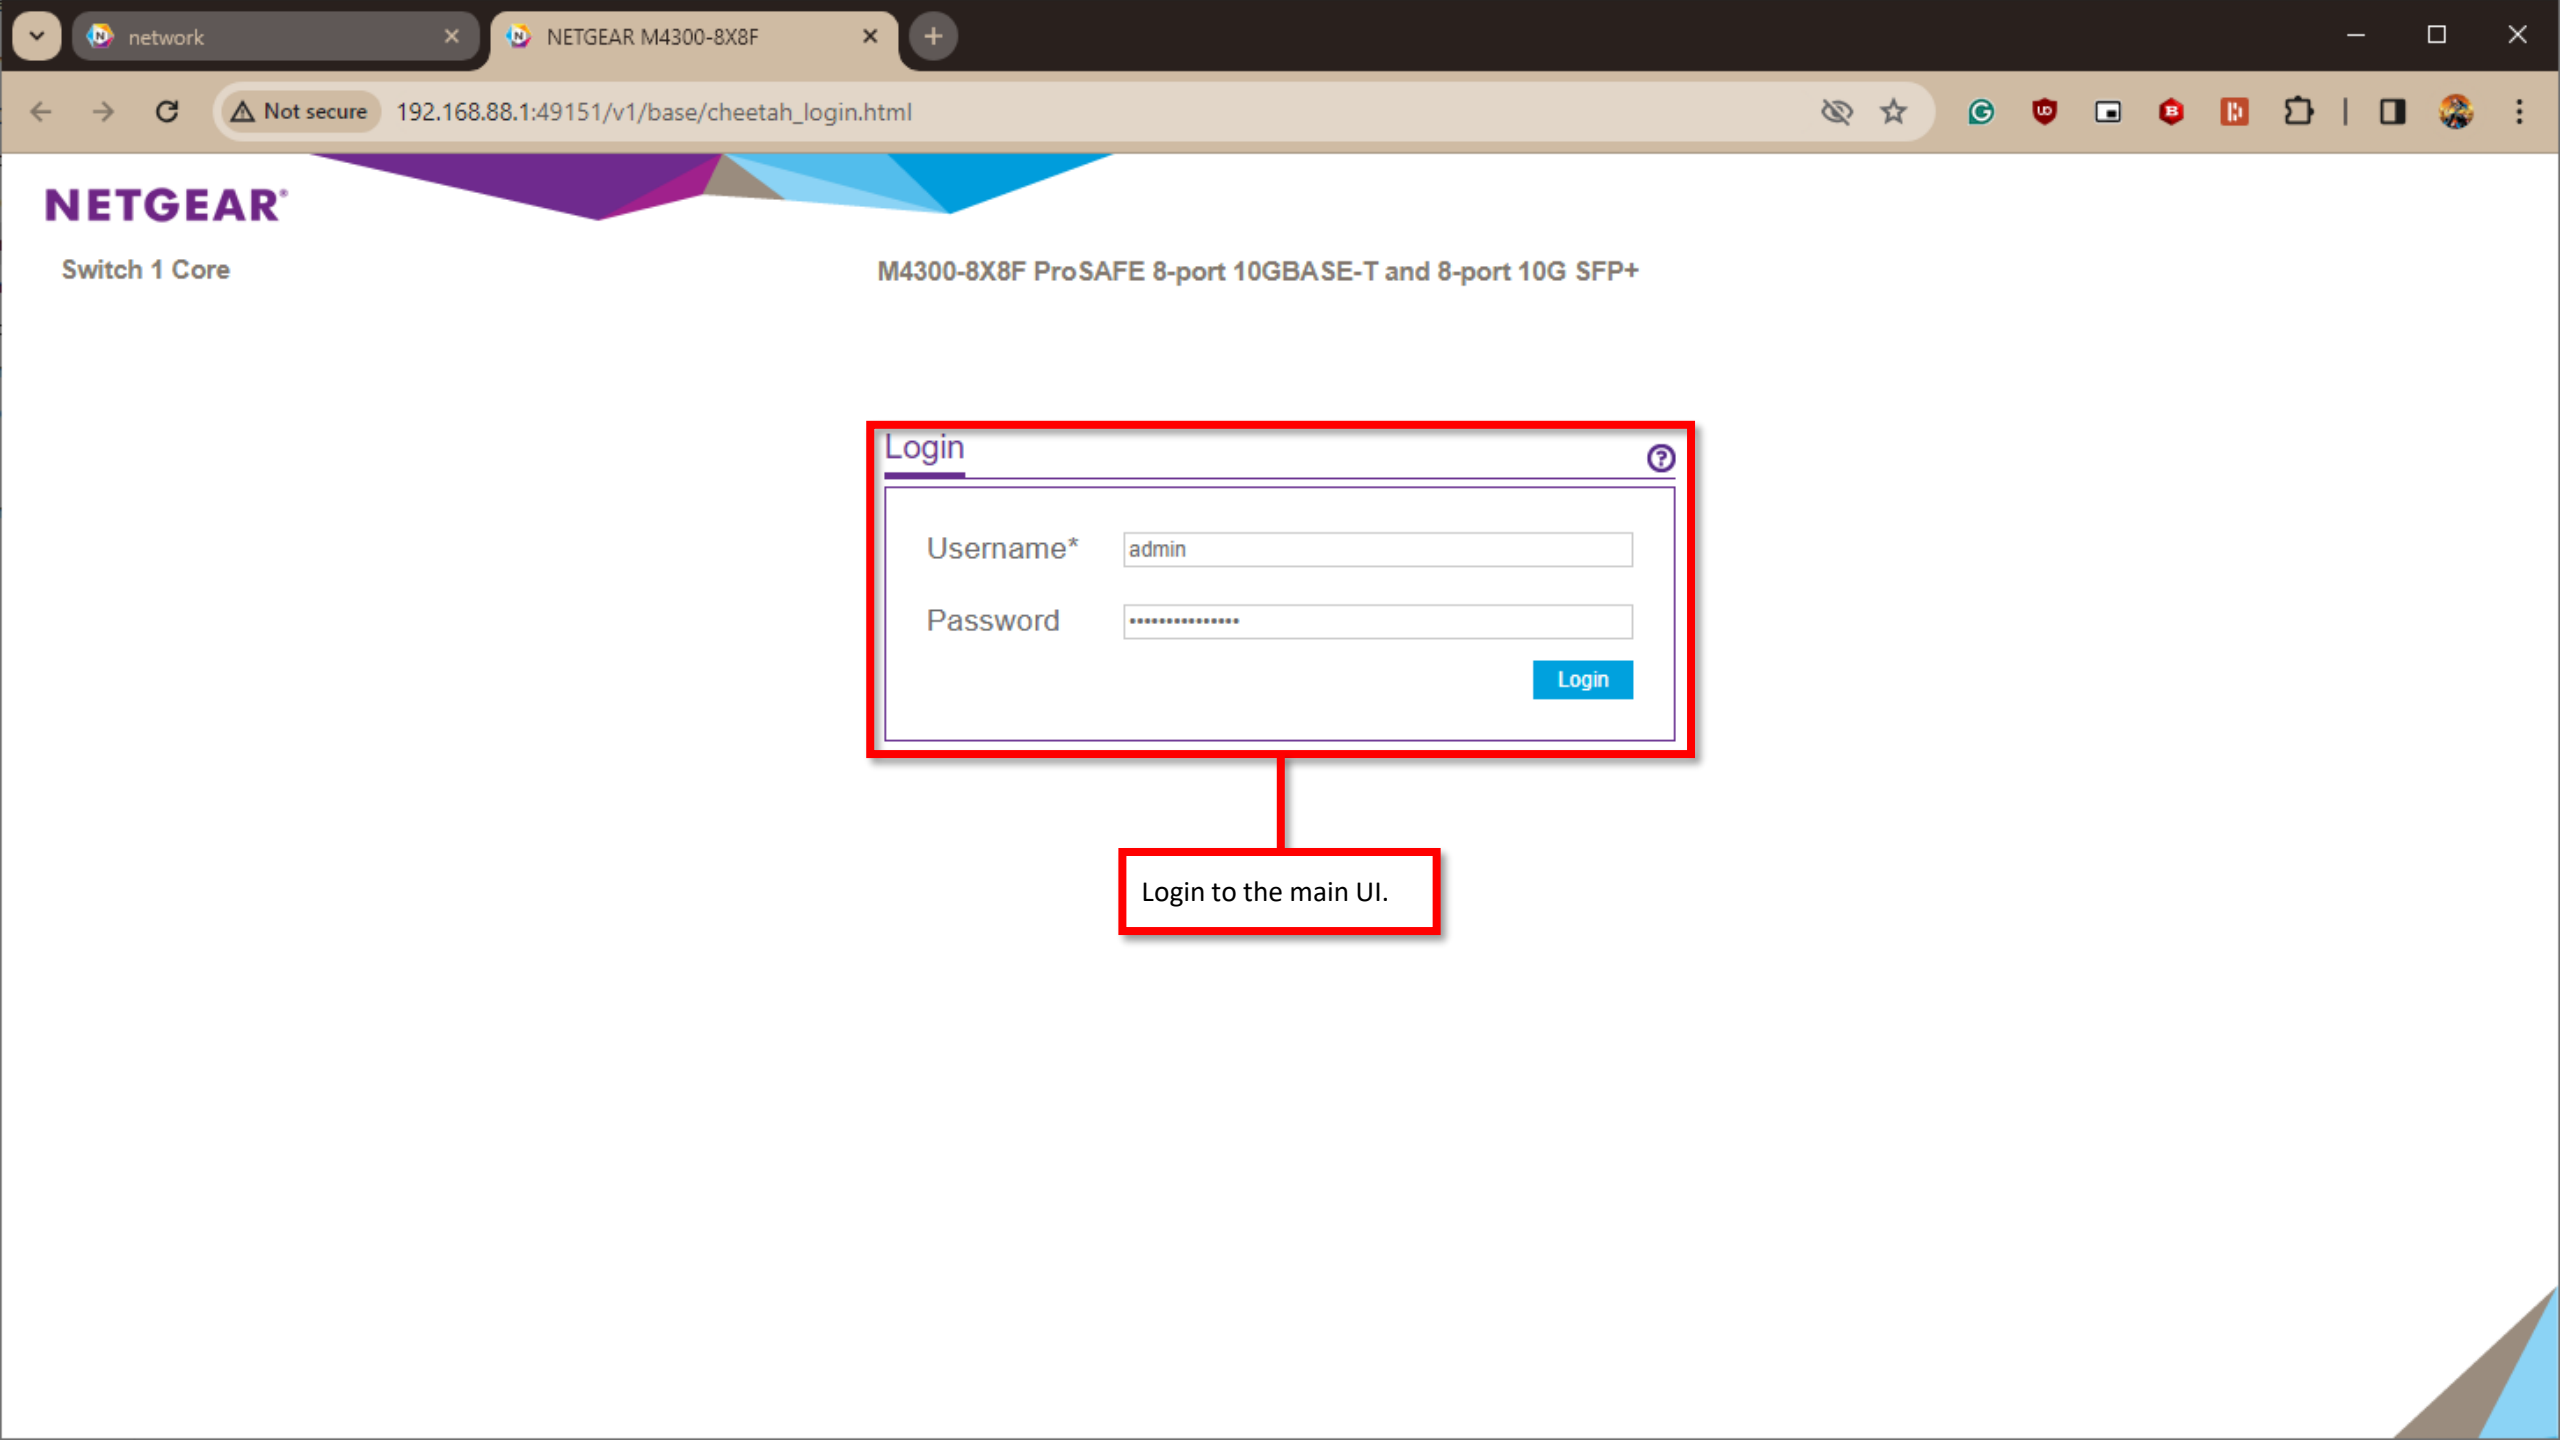 network
NETGEAR M4300-8X8F
Not secure
192.168.88.1:49151/v1/base/cheetah_login.html
NETGEAR®
Switch 1 Core
M4300-8X8F ProSAFE 8-port 10GBASE-T and 8-port 10G SFP+
Login
Username*
admin
Password
•••••••••••••••
Login
Login to the main UI.